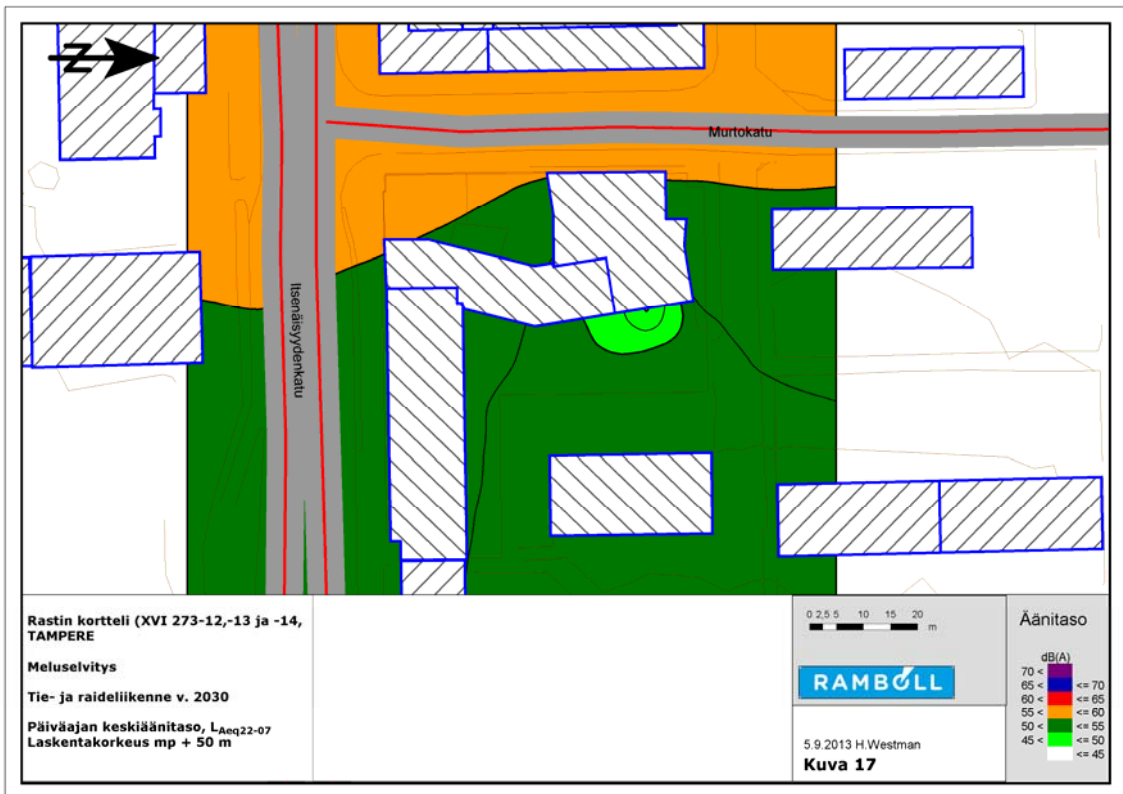 Z
Murtokatu
Itsenäisyydenkatu
Rastin kortteli (XVI 273-12,-13 ja -14,
TAMPERE
Meluselvitys
Tie- ja raideliikenne v. 2030
Päiväajan keskiäänitaso, LAeq22-07
Laskentakorkeus mp + 50 m
0 2,5 5 10 15 20
m
RAMBOLL
5.9.2013 H.Westman
Kuva 17
Äänitaso
dB(A)
70 <
65 < <= 70
60 < <= 65
55 < <= 60
50 < <= 55
45 < <= 50
<= 45